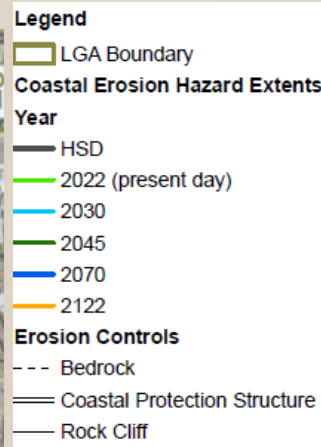 Legend
LGA Boundary
Coastal Erosion Hazard Extents
Year
HSD
2022 (present day)
2030
2045
2070
2122
Erosion Controls
Bedrock
Coastal Protection Structure
Rock Cliff